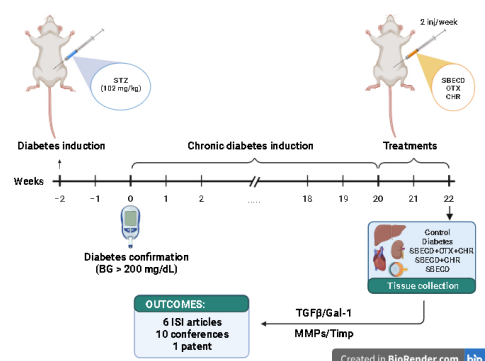 2 inj/week
STZ
(102 mg/kg)
SBECD
OTX
CHR
Diabetes induction
Chronic diabetes induction
Treatments
Weeks
-2 -1 0 1 2 ..... 18 19 20 21 22
Diabetes confirmation
(BG > 200 mg/dL)
Control
Diabetes
SBECD+OTX+CHR
SBECD+CHR
SBECD
Tissue collection
OUTCOMES:
6 ISI articles
10 conferences
1 patent
TGFβ/Gal-1
MMPs/Timp
Created in BioRender.com bio